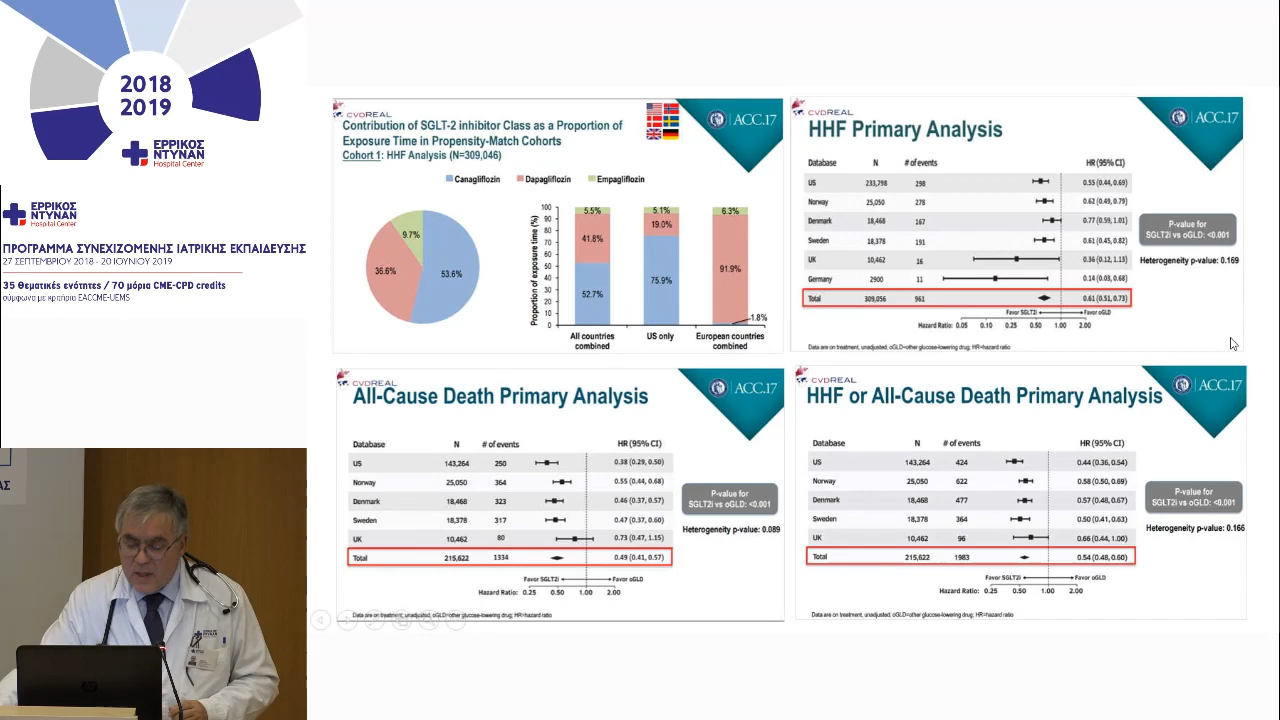 2018
2019
ΕΡΡΙΚΟΣ
ΝΤΥΝΑΝ
Hospital Center
ΕΡΡΙΚΟΣ
ΝΤΥΝΑΝ
Hospital Center
ΠΡΟΓΡΑΜΜΑ ΣΥΝΕΧΙΖΟΜΕΝΗΣ ΙΑΤΡΙΚΗΣ ΕΚΠΑΙΔΕΥΣΗΣ
27 ΣΕΠΤΕΜΒΡΙΟΥ 2018 - 20 ΙΟΥΝΙΟΥ 2019
35 Θεματικές ενότητες / 70 μόρια CME-CPD credits
σύμφωνα με κριτήρια EACCME-UEMS
CVDREAL
ACC.17
Contribution of SGLT-2 inhibitor Class as a Proportion of
Exposure Time in Propensity-Match Cohorts
Cohort 1: HHF Analysis (N=309,046)
Canagliflozin Dapagliflozin Empagliflozin
9.7%
36.6%
53.6%
Proportion of exposure time (%)
100
90
80
70
60
50
40
30
20
10
0
5.5% 5.1% 6.3%
41.8% 19.0% 91.9%
52.7% 75.9% 1.8%
All countries combined
US only
European countries combined
CVDREAL
ACC.17
HHF Primary Analysis
Database N # of events HR (95% CI)
US 233,798 298 0.55 (0.44, 0.69)
Norway 25,050 278 0.62 (0.49, 0.79)
Denmark 18,468 167 0.77 (0.59, 1.01)
Sweden 18,378 191 0.61 (0.45, 0.82)
UK 10,462 16 0.36 (0.12, 1.13)
Germany 2900 11 0.14 (0.03, 0.68)
Total 309,056 961 0.61 (0.51, 0.73)
P-value for
SGLT2i vs oGLD: <0.001
Heterogeneity p-value: 0.169
Favor SGLT2i Favor oGLD
Hazard Ratio: 0.05 0.10 0.25 0.50 1.00 2.00
Data are on treatment, unadjusted; oGLD=other glucose-lowering drug; HR=hazard ratio
CVDREAL
ACC.17
All-Cause Death Primary Analysis
Database N # of events HR (95% CI)
US 143,264 250 0.38 (0.29, 0.50)
Norway 25,050 364 0.55 (0.44, 0.68)
Denmark 18,468 323 0.46 (0.37, 0.57)
Sweden 18,378 317 0.47 (0.37, 0.60)
UK 10,462 80 0.73 (0.47, 1.15)
Total 215,622 1334 0.49 (0.41, 0.57)
P-value for
SGLT2i vs oGLD: <0.001
Heterogeneity p-value: 0.089
Favor SGLT2i Favor oGLD
Hazard Ratio: 0.25 0.50 1.00 2.00
Data are on treatment, unadjusted; oGLD=other glucose-lowering drug; HR=hazard ratio
CVDREAL
ACC.17
HHF or All-Cause Death Primary Analysis
Database N # of events HR (95% CI)
US 143,264 424 0.44 (0.36, 0.54)
Norway 25,050 622 0.58 (0.50, 0.69)
Denmark 18,468 477 0.57 (0.48, 0.67)
Sweden 18,378 364 0.50 (0.41, 0.63)
UK 10,462 96 0.66 (0.44, 1.00)
Total 215,622 1983 0.54 (0.48, 0.60)
P-value for
SGLT2i vs oGLD: <0.001
Heterogeneity p-value: 0.166
Favor SGLT2i Favor oGLD
Hazard Ratio: 0.25 0.50 1.00 2.00
Data are on treatment, unadjusted; oGLD=other glucose-lowering drug; HR=hazard ratio